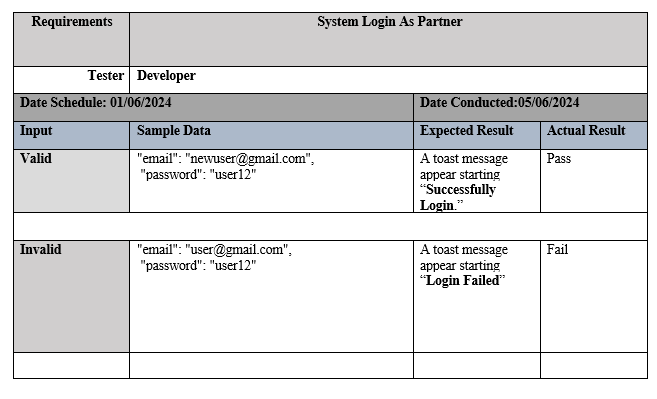 Requirements System Login As Partner
Tester Developer
Date Schedule: 01/06/2024 Date Conducted:05/06/2024
Input Sample Data Expected Result Actual Result
Valid "email": "newuser@gmail.com", A toast message Pass
"password": "user12" appear starting
“Successfully
Login.”
Invalid "email": "user@gmail.com", A toast message Fail
"password": "user12" appear starting
“Login Failed”